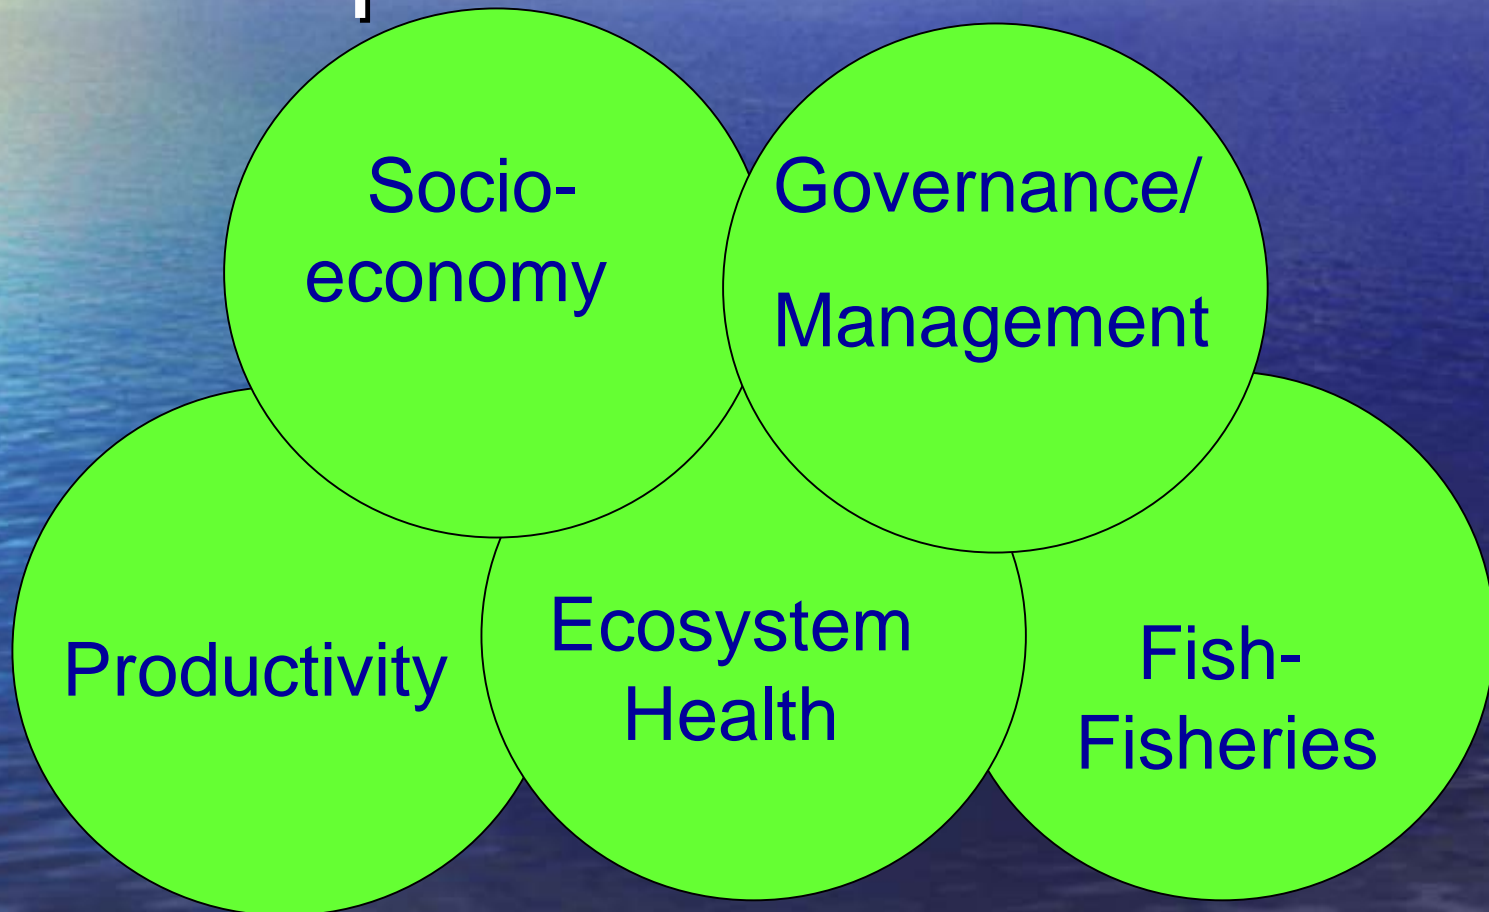 Socio-
economy
Governance/
Management
Productivity
Ecosystem
Health
Fish-
Fisheries